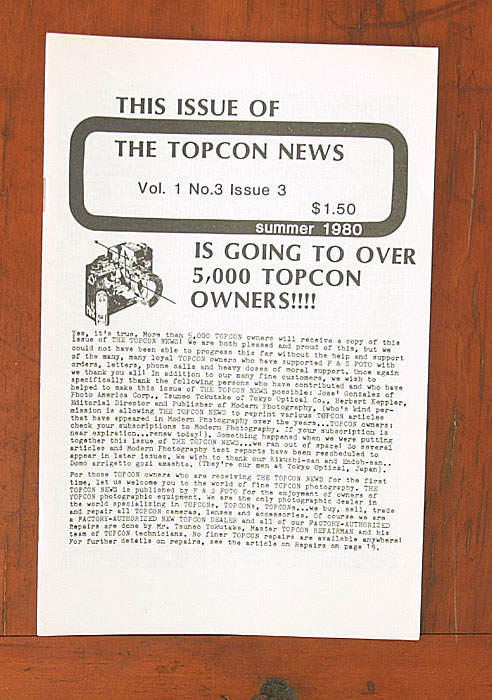 THIS ISSUE OF
THE TOPCON NEWS
Vol. 1 No.3 Issue 3
$1.50
summer 1980
IS GOING TO OVER
5,000 TOPCON
OWNERS!!!!
Yes, it's true. More than 5,000 TOPCON owners will receive a copy of this
issue of THE TOPCON NEWS! We are both pleased and proud of this, but we
could not have been able to progress this far without the help and support
of the many, many loyal TOPCON owners who have supported P & S FOTO with
orders, letters, phone calls and heavy doses of moral support. Once again
we thank you all! In addition to our many fine customers, we wish to
specifically thank the following persons who have contributed and who have
helped to make this issue of THE TOPCON NEWS possible: Jose' Gonzalez of
Photo America Corp., Tsuneo Tokutake of Tokyo Optical Co., Herbert Keppler,
Editorial Director and Publisher of Modern Photography, (who's kind per-
mission is allowing THE TOPCON NEWS to reprint various TOPCON articles
that have appeared in Modern Photography over the years....TOPCON owners:
check your subscriptions to Modern Photography. If your subscription is
near expiration...renew today!). Something happened when we were putting
together this issue of THE TOPCON NEWS...we ran out of space! So several
articles and Modern Photography test reports have been rescheduled to
appear in later issues. We wish to thank our Kikuchi-san and Endoh-san..
Domo arrigetto gozi amashta. (They're our men at Tokyo Optical, Japan).
For those TOPCON owners who are receiving THE TOPCON NEWS for the first
time, let us welcome you to the world of fine TOPCON photography. THE
TOPCON NEWS is published by P & S FOTO for the enjoyment of owners of
TOPCON photographic equipment. We are the only photographic dealer in
the world specializing in TOPCONs, TOPCONs, TOPCONs...we buy, sell, trade
and repair all TOPCON cameras, lenses and accessories. Of course we are
a FACTORY-AUTHORIZED NEW TOPCON DEALER and all of our FACTORY-AUTHORIZED
Repairs are done by Mr. Tsuneo Tokutake, Master TOPCON REPAIRMAN and his
team of TOPCON technicians. No finer TOPCON repairs are available anywhere!
For further details on repairs, see the article on Repairs on page 19.